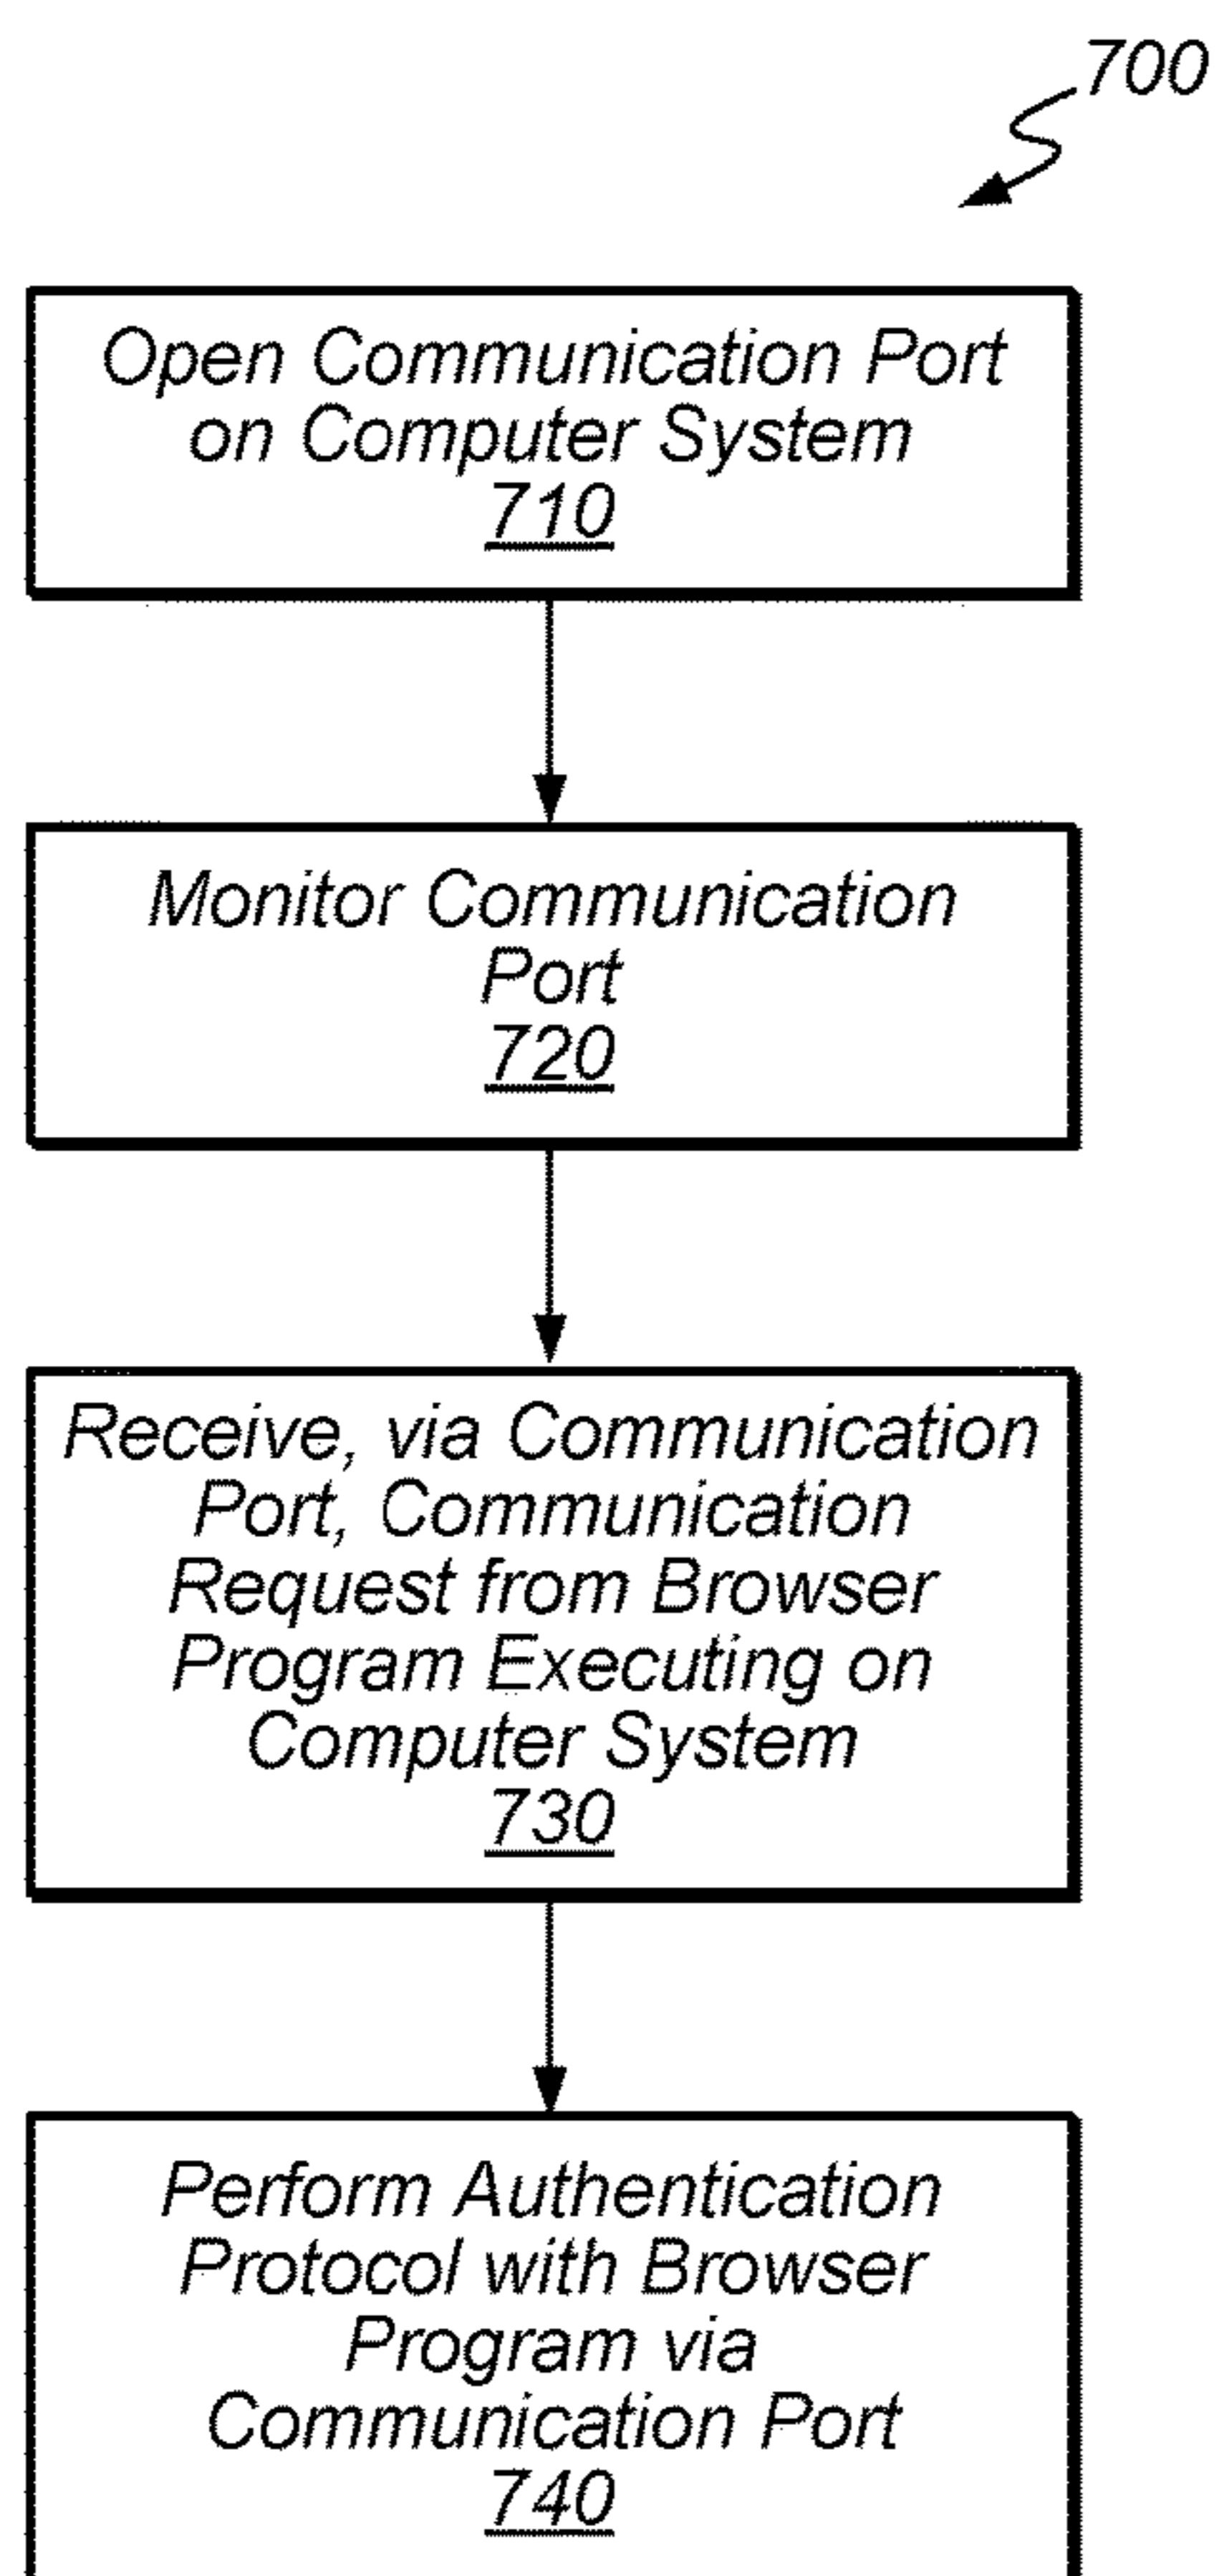 700
Open Communication Port
on Computer System
710
Monitor Communication
Port
720
Receive, via Communication
Port, Communication
Request from Browser
Program Executing on
Computer System
730
Perform Authentication
Protocol with Browser
Program via
Communication Port
740